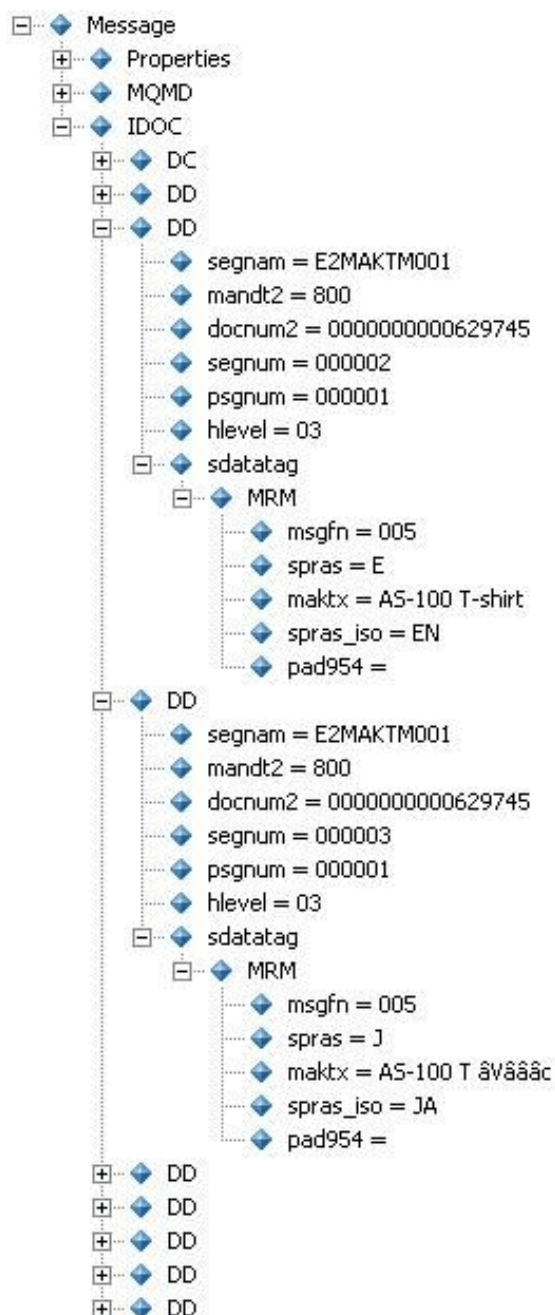 Message
Properties
MQMD
IDOC
DC
DD
DD
segnam = E2MAKTM001
mandt2 = 800
docnum2 = 0000000000629745
segnum = 000002
psgnum = 000001
hlevel = 03
sdatatag
MRM
msgfn = 005
spras = E
maktx = AS-100 T-shirt
spras_iso = EN
pad954 =
DD
segnam = E2MAKTM001
mandt2 = 800
docnum2 = 0000000000629745
segnum = 000003
psgnum = 000001
hlevel = 03
sdatatag
MRM
msgfn = 005
spras = J
maktx = AS-100 T âVâââc
spras_iso = JA
pad954 =
DD
DD
DD
DD
DD